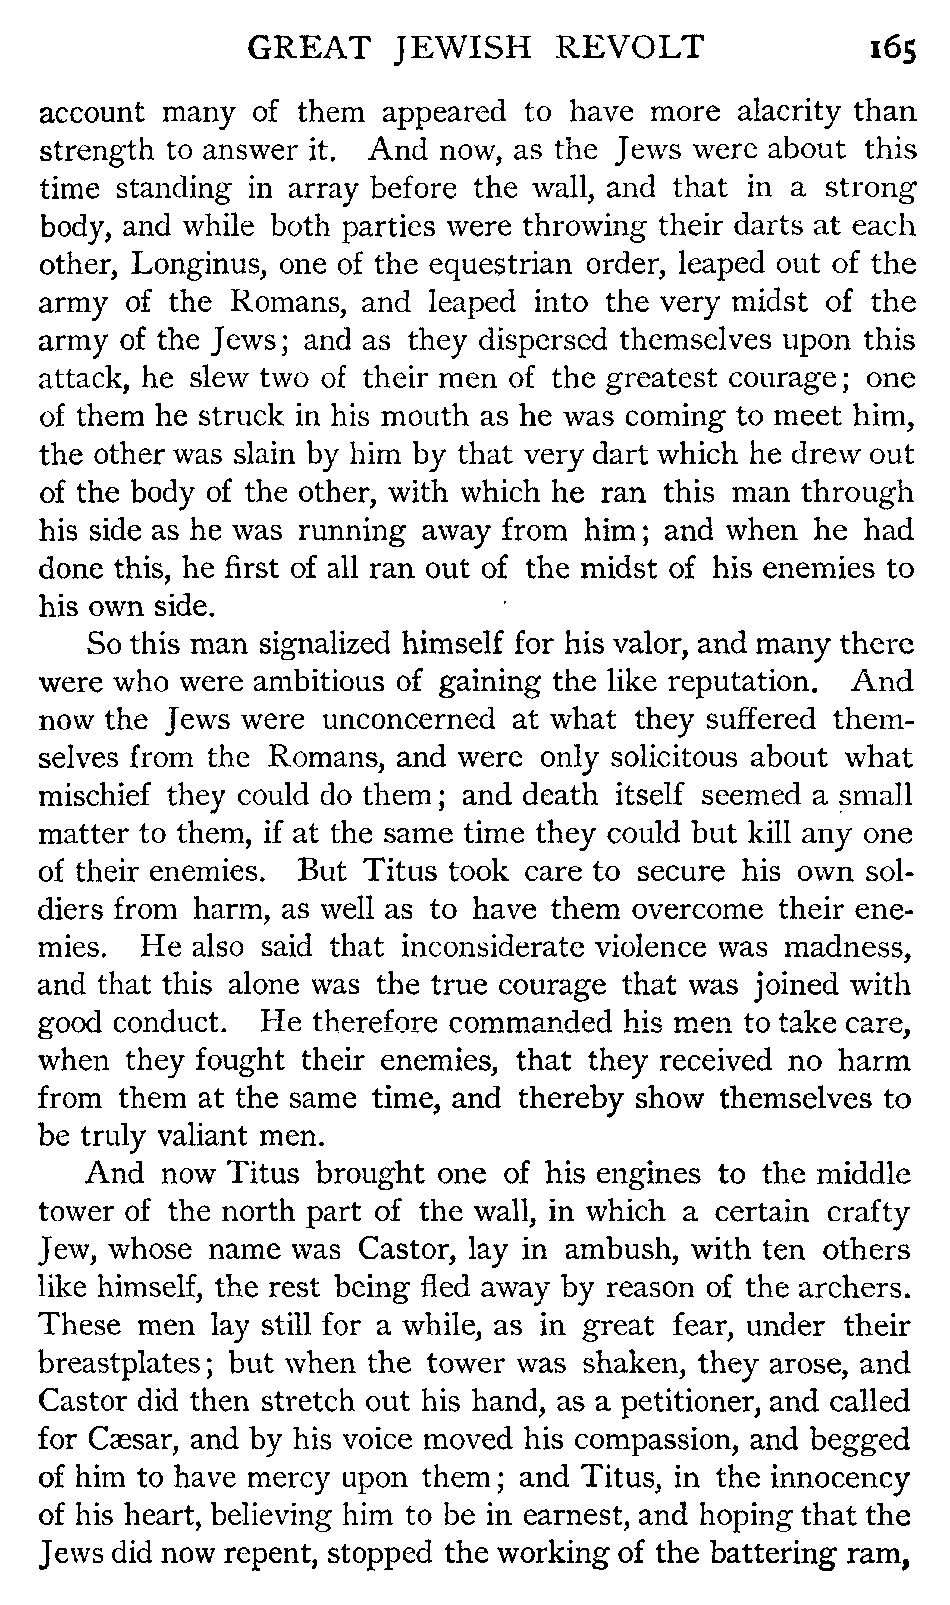 GREAT JEWISH REVOLT 165
account many of them appeared to have more alacrity than
strength to answer it. And now, as the Jews were about this
time standing in array before the wall, and that in a strong
body, and while both parties were throwing their darts at each
other, Longinus, one of the equestrian order, leaped out of the
army of the Romans, and leaped into the very midst of the
army of the Jews; and as they dispersed themselves upon this
attack, he slew two of their men of the greatest courage; one
of them he struck in his mouth as he was coming to meet him,
the other was slain by him by that very dart which he drew out
of the body of the other, with which he ran this man through
his side as he was running away from him; and when he had
done this, he first of all ran out of the midst of his enemies to
his own side.
So this man signalized himself for his valor, and many there
were who were ambitious of gaining the like reputation. And
now the Jews were unconcerned at what they suffered them-
selves from the Romans, and were only solicitous about what
mischief they could do them; and death itself seemed a small
matter to them, if at the same time they could but kill any one
of their enemies. But Titus took care to secure his own sol-
diers from harm, as well as to have them overcome their ene-
mies. He also said that inconsiderate violence was madness,
and that this alone was the true courage that was joined with
good conduct. He therefore commanded his men to take care,
when they fought their enemies, that they received no harm
from them at the same time, and thereby show themselves to
be truly valiant men.
And now Titus brought one of his engines to the middle
tower of the north part of the wall, in which a certain crafty
Jew, whose name was Castor, lay in ambush, with ten others
like himself, the rest being fled away by reason of the archers.
These men lay still for a while, as in great fear, under their
breastplates; but when the tower was shaken, they arose, and
Castor did then stretch out his hand, as a petitioner, and called
for Cæsar, and by his voice moved his compassion, and begged
of him to have mercy upon them; and Titus, in the innocency
of his heart, believing him to be in earnest, and hoping that the
Jews did now repent, stopped the working of the battering ram,